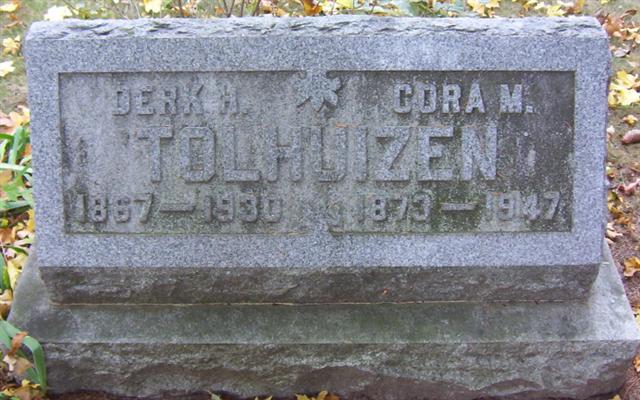 DERK H. CORA M.
TOLHUIZEN
1867—1930 1873—1947